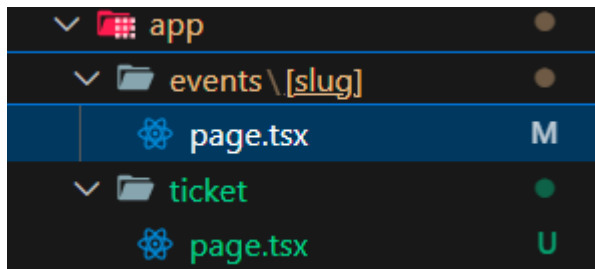 app
events\[slug]
page.tsx M
ticket
page.tsx U